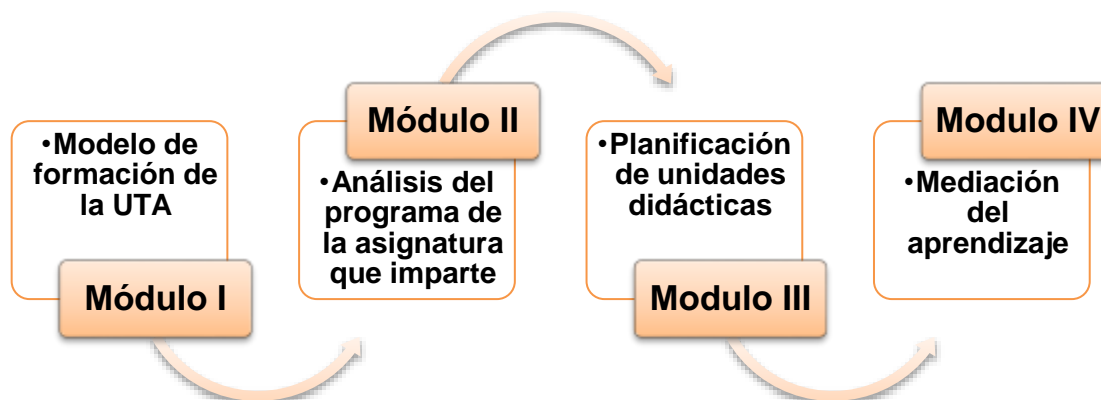 •Modelo de
formación de
la UTA
Módulo I
Módulo II
•Análisis del
programa de
la asignatura
que imparte
•Planificación
de unidades
didácticas
Modulo III
Modulo IV
•Mediación
del
aprendizaje